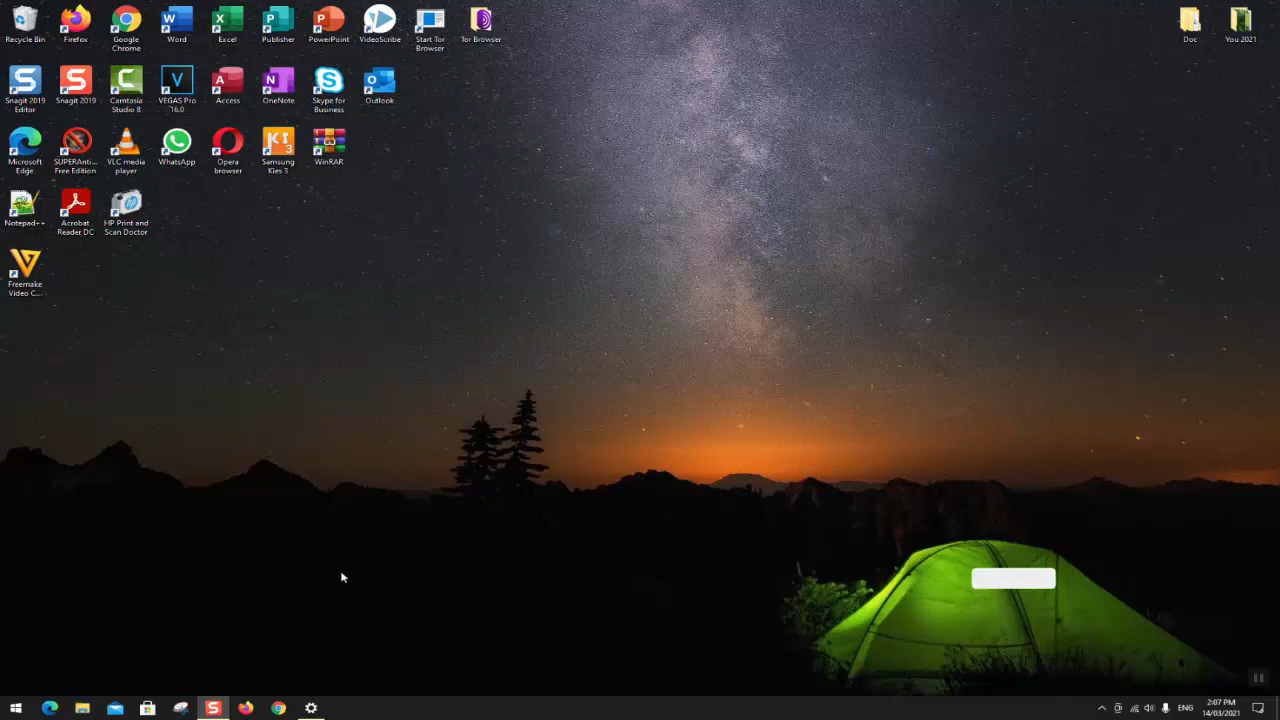 Recycle Bin
Firefox
Google
Chrome
Word
Excel
Publisher
PowerPoint
VideoScribe
Start Tor
Browser
Tor Browser
Doc
You 2021
Snagit 2019
Editor
Snagit 2019
Camtasia
Studio 8
VEGAS Pro
16.0
Access
OneNote
Skype for
Business
Outlook
Microsoft
Edge
SUPERAnti...
Free Edition
VLC media
player
WhatsApp
Opera
browser
Samsung
Kies 3
WinRAR
Notepad++
Acrobat
Reader DC
HP Print and
Scan Doctor
Freemake
Video C...
ENG
2:07 PM
14/03/2021